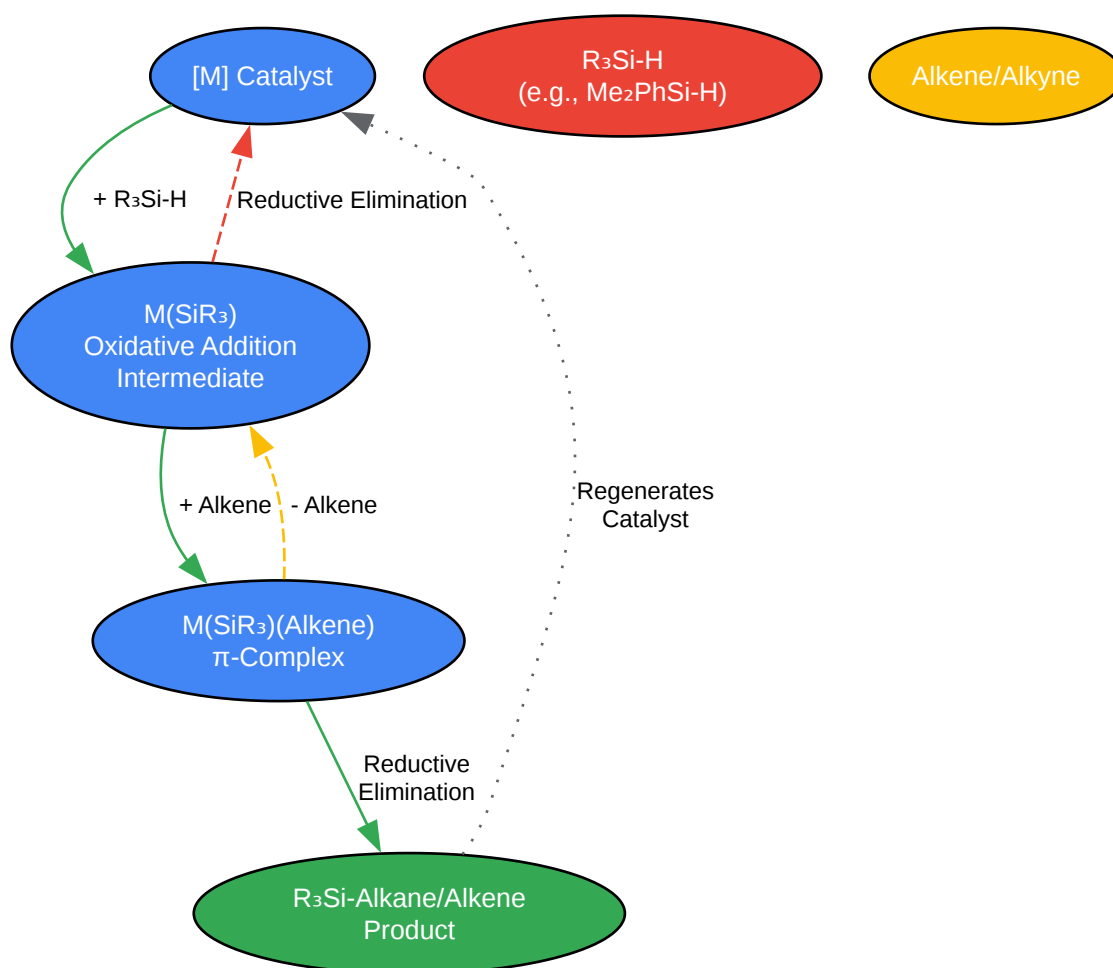 [M] Catalyst
R₃Si-H
(e.g., Me₂PhSi-H)
Alkene/Alkyne
+ R₃Si-H
Reductive Elimination
M(SiR₃)
Oxidative Addition
Intermediate
+ Alkene
- Alkene
Regenerates
Catalyst
M(SiR₃)(Alkene)
π-Complex
Reductive
Elimination
R₃Si-Alkane/Alkene
Product